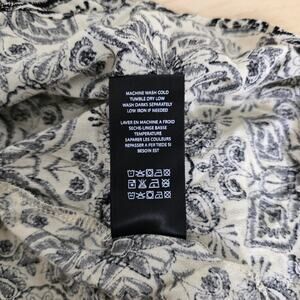 MACHINE WASH COLD
TUMBLE DRY LOW
WASH DARKS SEPARATELY
LOW IRON IF NEEDED
LAVER EN MACHINE A FROID
SECHE-LINGE BASSE
TEMPERATURE
SAPARER LES COULEURS
REPASSER A FER TIEDE SI
BESOIN EST